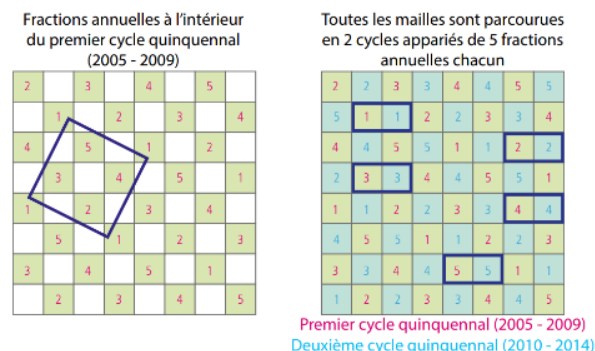 Fractions annuelles à l'intérieur
du premier cycle quinquennal
(2005 - 2009)
2 3 4 5
1 2 3 4
4 5 1 2
3 4 5 1
1 2 3 4
5 1 2 3
3 4 5 1
2 3 4 5
Toutes les mailles sont parcourues
en 2 cycles appariés de 5 fractions
annuelles chacun
2 2 3 3 4 4 5 5
5 1 1 2 2 3 3 4
4 4 5 5 1 1 2 2
2 3 3 4 4 5 5 1
1 1 2 2 3 3 4 4
4 5 5 1 1 2 2 3
3 3 4 4 5 5 1 1
1 2 2 3 3 4 4 5
Premier cycle quinquennal (2005 - 2009)
Deuxième cycle quinquennal (2010 - 2014)